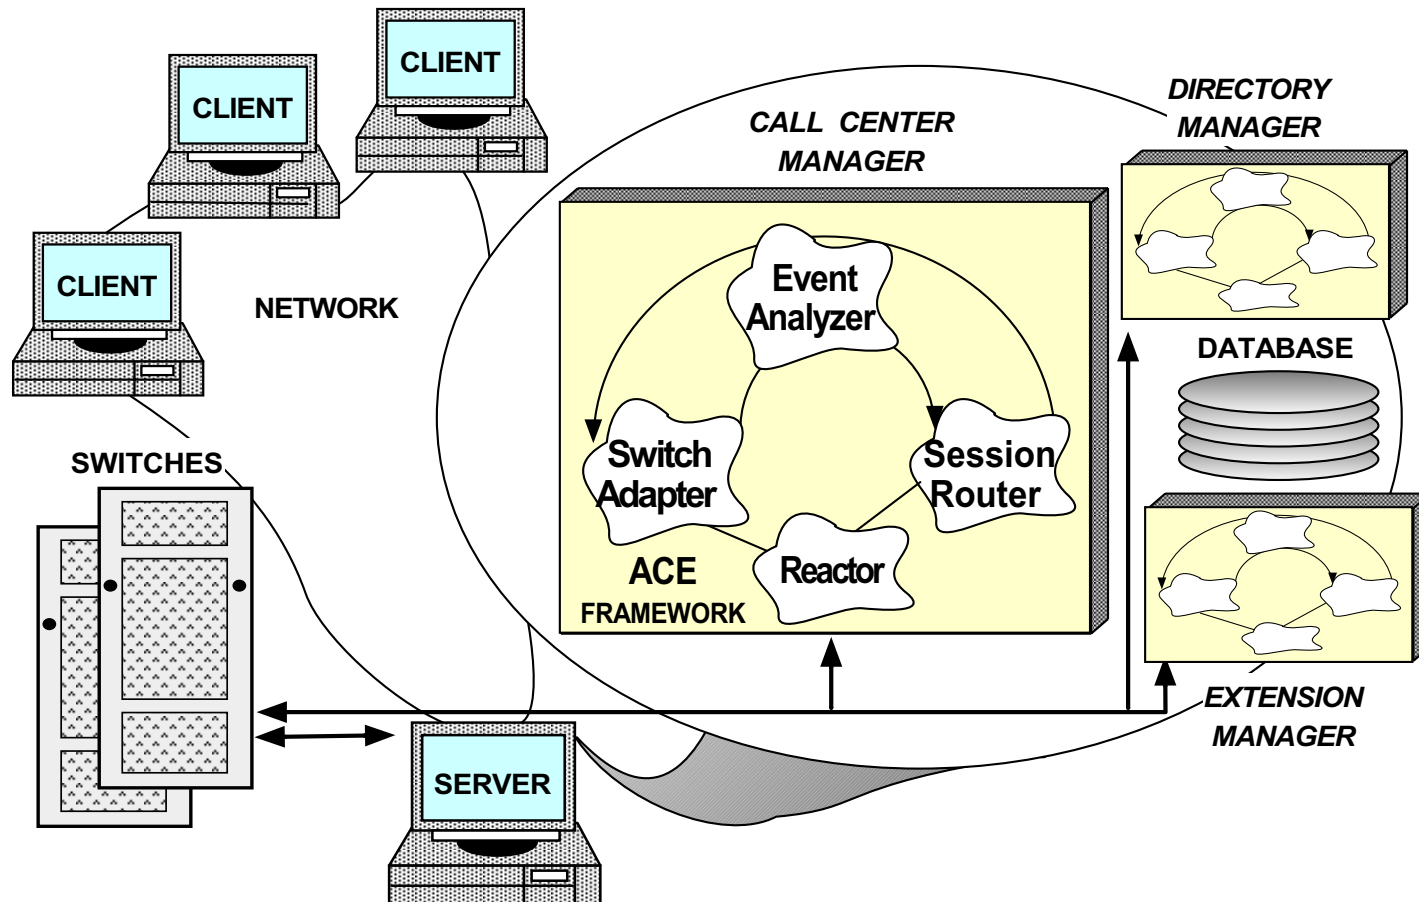 CLIENT
CLIENT
CLIENT
NETWORK
SWITCHES
SERVER
CALL CENTER
MANAGER
Event
Analyzer
Switch
Adapter
Session
Router
Reactor
ACE
FRAMEWORK
DIRECTORY
MANAGER
DATABASE
EXTENSION
MANAGER